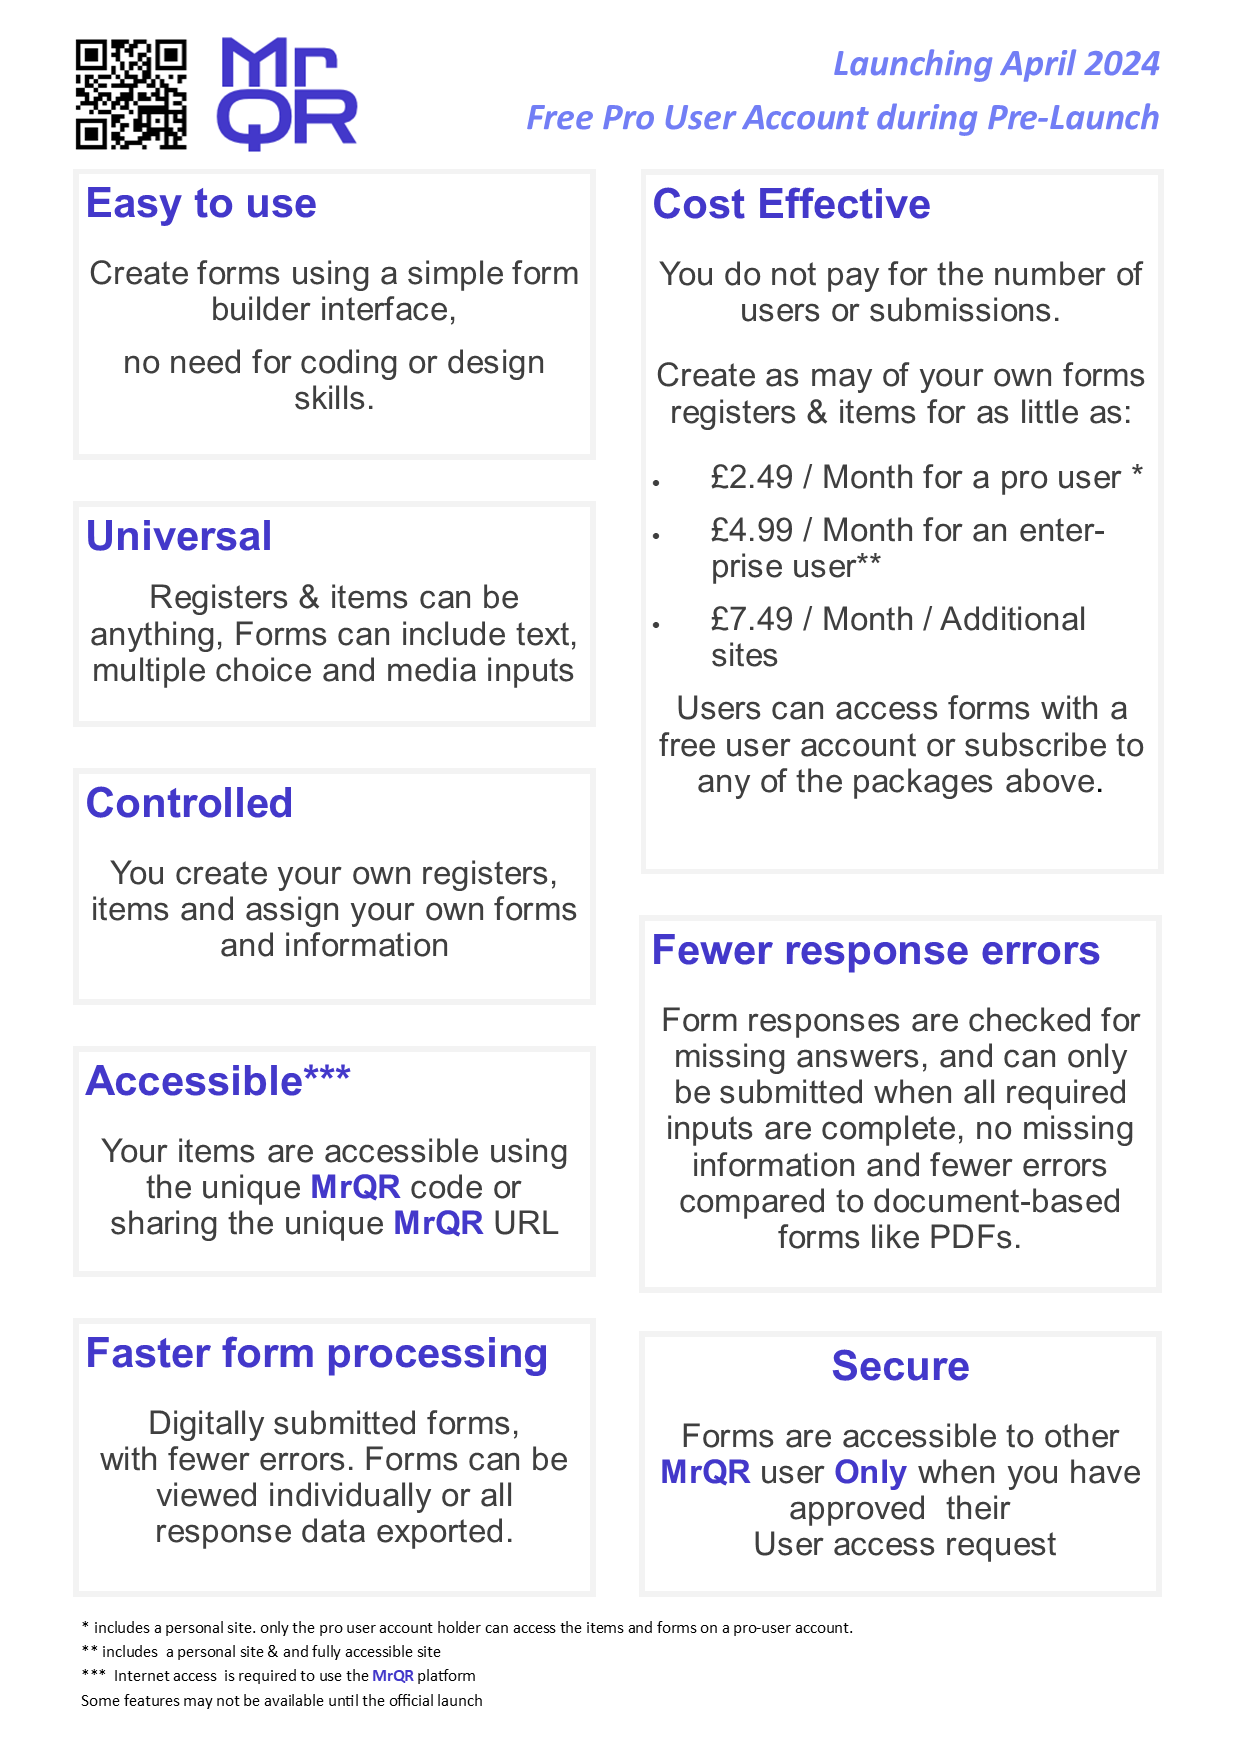 Mr
QR
Launching April 2024
Free Pro User Account during Pre-Launch
Easy to use
Create forms using a simple form
builder interface,
no need for coding or design
skills.
Universal
Registers & items can be
anything, Forms can include text,
multiple choice and media inputs
Controlled
You create your own registers,
items and assign your own forms
and information
Accessible***
Your items are accessible using
the unique MrQR code or
sharing the unique MrQR URL
Faster form processing
Digitally submitted forms,
with fewer errors. Forms can be
viewed individually or all
response data exported.
Cost Effective
You do not pay for the number of
users or submissions.
Create as may of your own forms
registers & items for as little as:
• £2.49 / Month for a pro user *
• £4.99 / Month for an enter-
prise user**
• £7.49 / Month / Additional
sites
Users can access forms with a
free user account or subscribe to
any of the packages above.
Fewer response errors
Form responses are checked for
missing answers, and can only
be submitted when all required
inputs are complete, no missing
information and fewer errors
compared to document-based
forms like PDFs.
Secure
Forms are accessible to other
MrQR user Only when you have
approved  their
User access request
* includes a personal site. only the pro user account holder can access the items and forms on a pro-user account.
** includes  a personal site & and fully accessible site
***  Internet access  is required to use the MrQR platform
Some features may not be available until the official launch